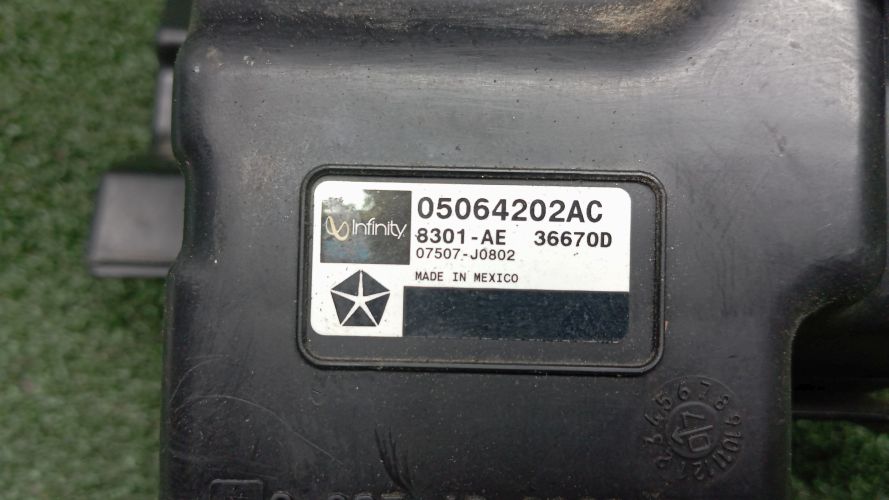 Infinity
05064202AC
8301-AE 36670D
07507-J0802
MADE IN MEXICO